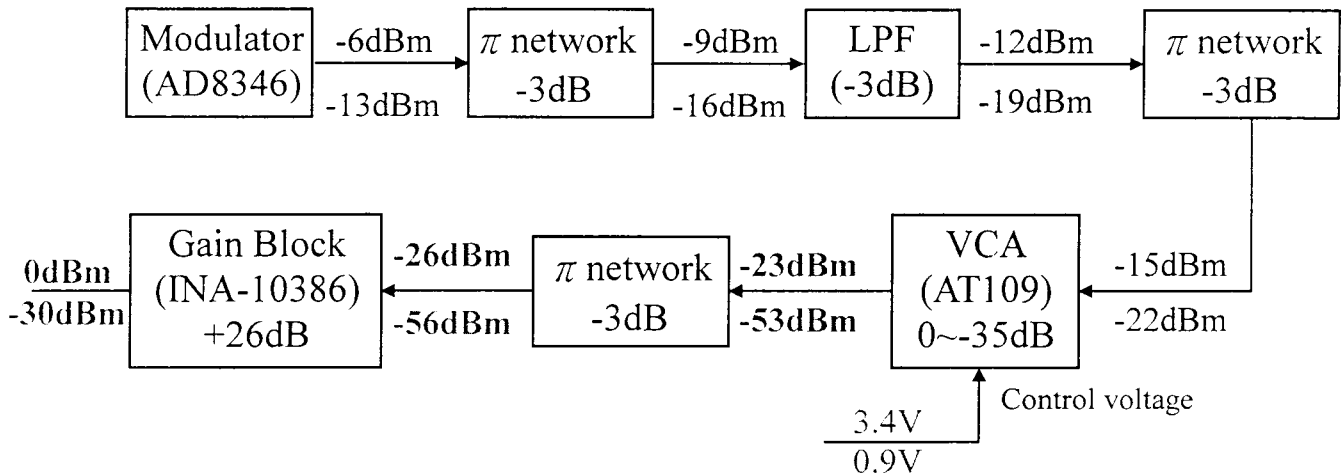 Modulator
(AD8346)
-6dBm
-13dBm
π network
-3dB
-9dBm
-16dBm
LPF
(-3dB)
-12dBm
-19dBm
π network
-3dB
0dBm
-30dBm
Gain Block
(INA-10386)
+26dB
-26dBm
-56dBm
π network
-3dB
-23dBm
-53dBm
VCA
(AT109)
0~-35dB
-15dBm
-22dBm
Control voltage
3.4V
0.9V